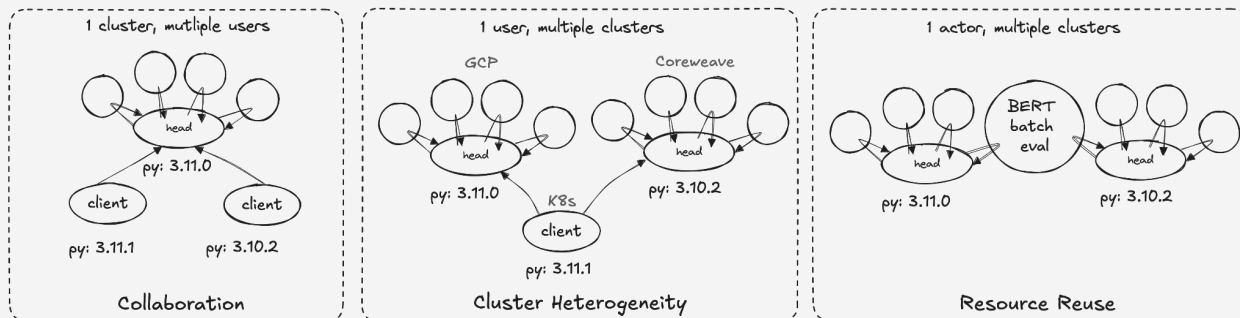 1 cluster, mutliple users
head
py: 3.11.0
client
client
py: 3.11.1
py: 3.10.2
Collaboration
1 user, multiple clusters
GCP
Coreweave
head
head
py: 3.11.0
py: 3.10.2
K8s
client
py: 3.11.1
Cluster Heterogeneity
1 actor, multiple clusters
BERT
batch
eval
head
head
py: 3.11.0
py: 3.10.2
Resource Reuse